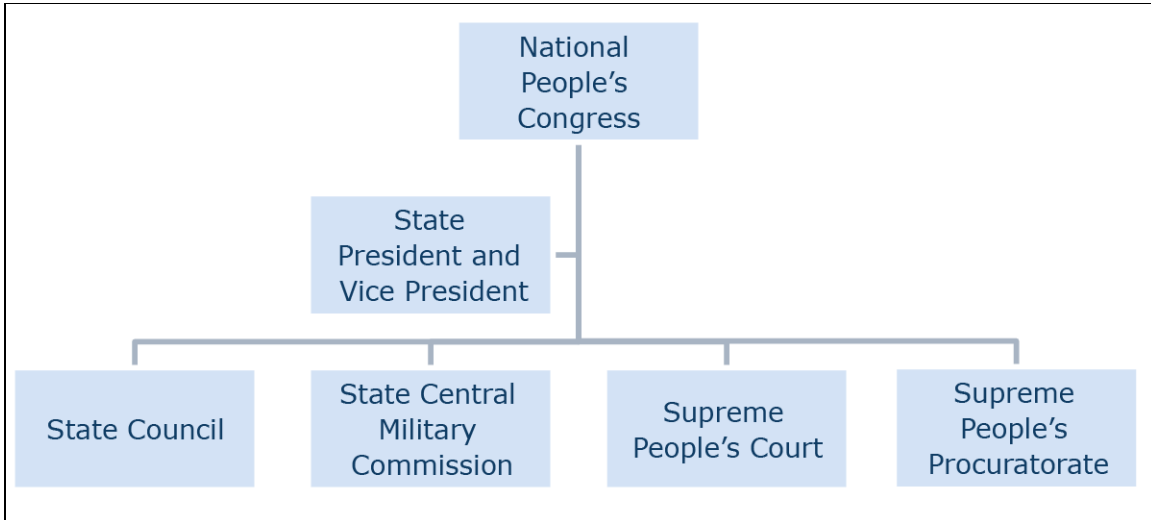 National
People’s
Congress
State
President and
Vice President
State Council
State Central
Military
Commission
Supreme
People’s Court
Supreme
People’s
Procuratorate